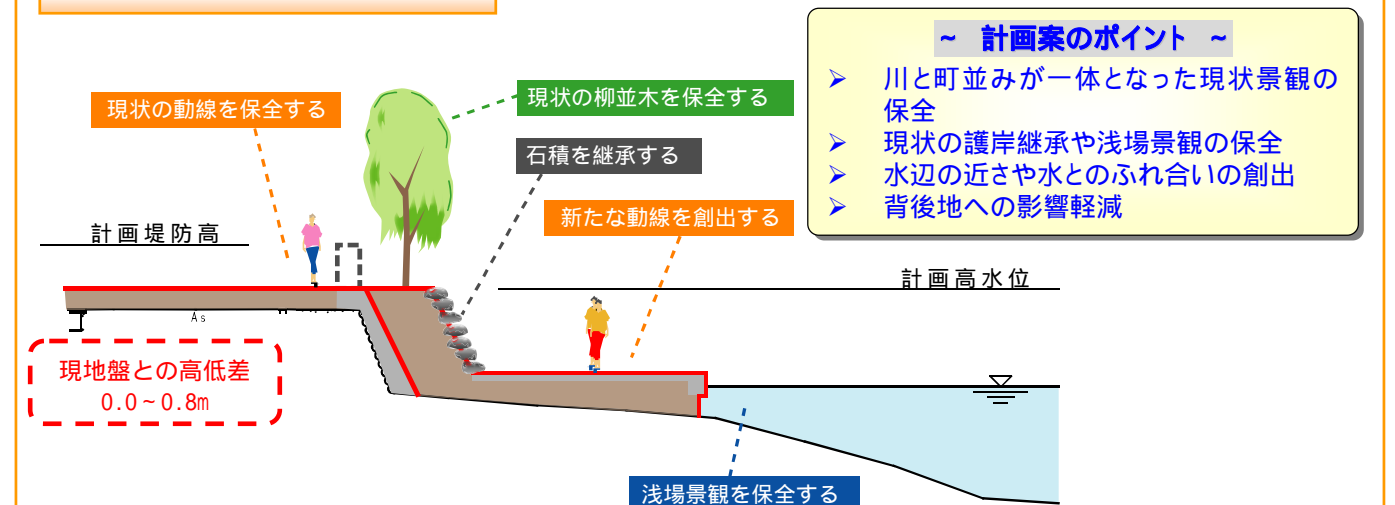 ~ 計画案のポイント ~
➢ 川と町並みが一体となった現状景観の
保全
➢ 現状の護岸継承や浅場景観の保全
➢ 水辺の近さや水とのふれ合いの創出
➢ 背後地への影響軽減
現状の動線を保全する
現状の柳並木を保全する
石積を継承する
新たな動線を創出する
計画堤防高
計画高水位
As
現地盤との高低差
0.0~0.8m
浅場景観を保全する